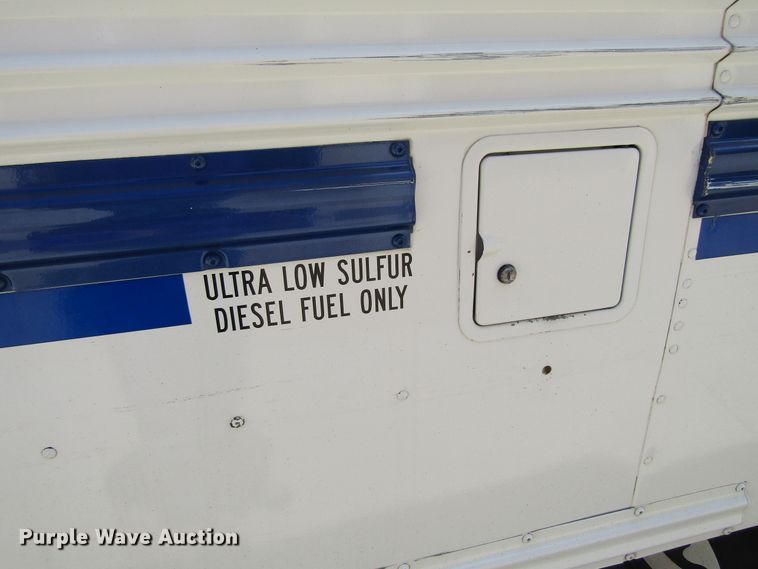 ULTRA LOW SULFUR
DIESEL FUEL ONLY
Purple Wave Auction